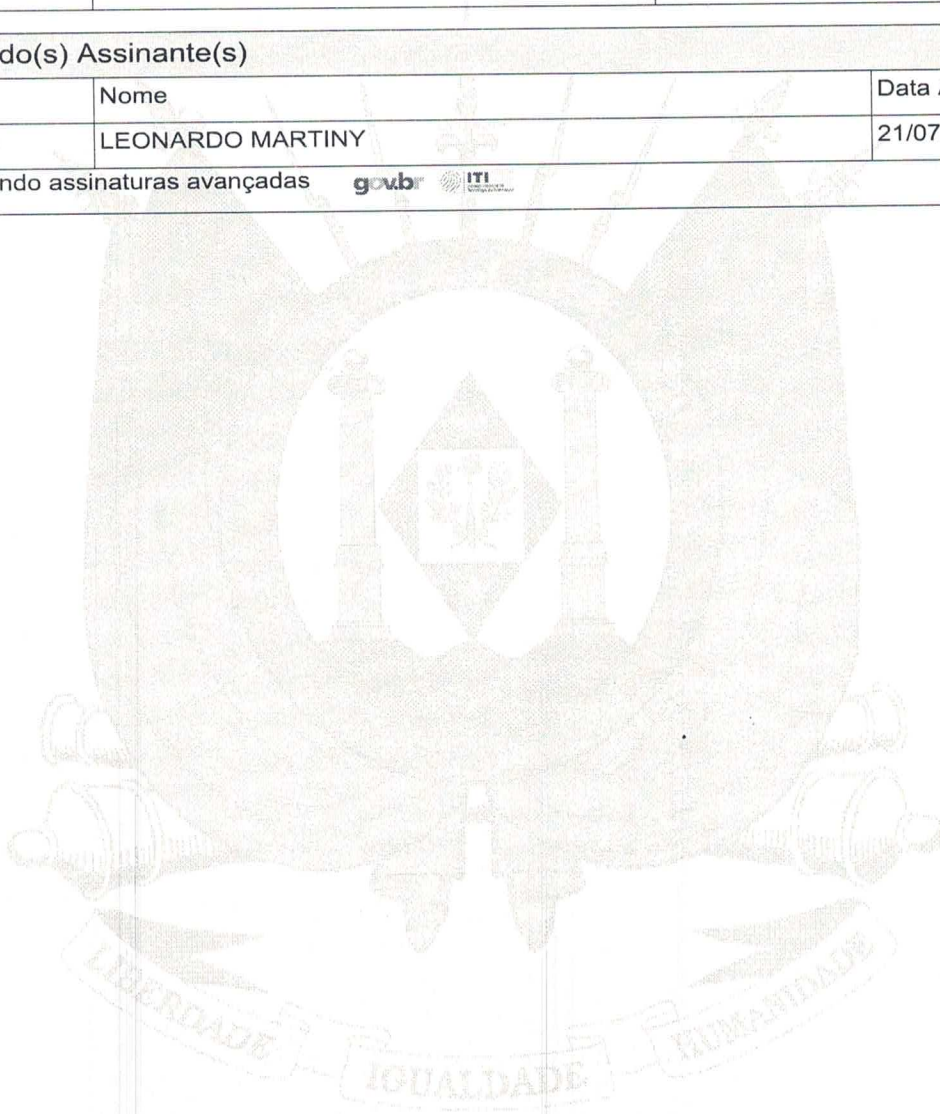 do(s) Assinante(s)
Nome
Data
LEONARDO MARTINY
21/07
ndo assinaturas avançadas gov.br ITI
LIBERDADE
IGUALDADE
HUMANIDADE